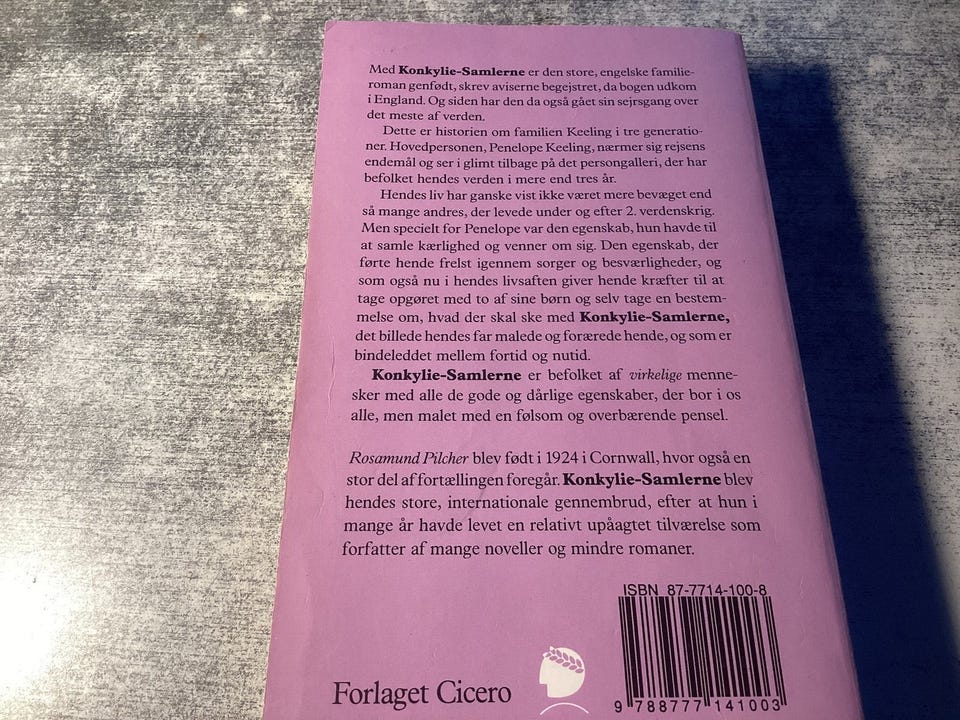 Med Konkylie-Samlerne er den store, engelske familie-
roman genfødt, skrev aviserne begejstret, da bogen udkom
i England. Og siden har den da også gået sin sejrsgang over
det meste af verden.
Dette er historien om familien Keeling i tre generatio-
ner. Hovedpersonen, Penelope Keeling, nærmer sig rejsens
endemål og ser i glimt tilbage på det persongalleri, der har
befolket hendes verden i mere end tres år.
Hendes liv har ganske vist ikke været mere bevæget end
så mange andres, der levede under og efter 2. verdenskrig.
Men specielt for Penelope var den egenskab, hun havde til
at samle kærlighed og venner om sig. Den egenskab, der
førte hende frelst igennem sorger og besværligheder, og
som også nu i hendes livsaften giver hende kræfter til at
tage opgøret med to af sine børn og selv tage en bestem-
melse om, hvad der skal ske med Konkylie-Samlerne,
det billede hendes far malede og forærede hende, og som er
bindeleddet mellem fortid og nutid.
Konkylie-Samlerne er befolket af virkelige menne-
sker med alle de gode og dårlige egenskaber, der bor i os
alle, men malet med en følsom og overbærende pensel.
Rosamund Pilcher blev født i 1924 i Cornwall, hvor også en
stor del af fortællingen foregår. Konkylie-Samlerne blev
hendes store, internationale gennembrud, efter at hun i
mange år havde levet en relativt upåagtet tilværelse som
forfatter af mange noveller og mindre romaner.
ISBN 87-7714-100-8
Forlaget Cicero
9 788777 141003